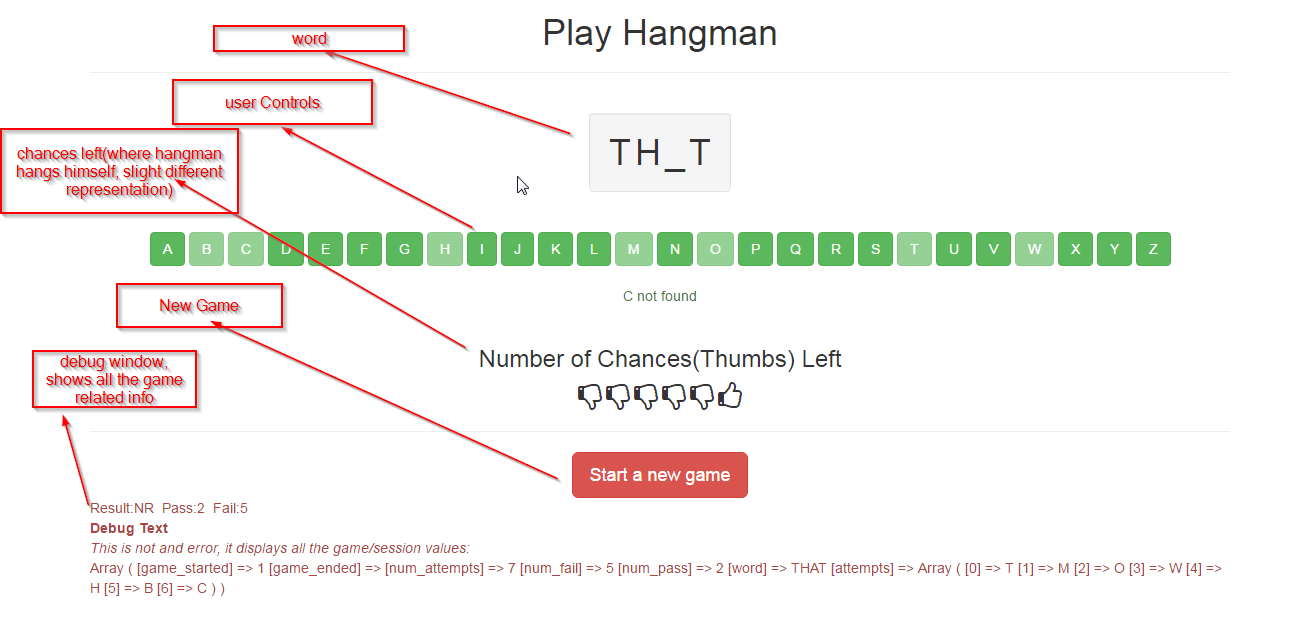 Play Hangman
word
user Controls
TH_T
chances left(where hangman
hangs himself, slight different
representation)
A B C D E F G H I J K L M N O P Q R S T U V W X Y Z
C not found
New Game
Number of Chances(Thumbs) Left
debug window,
shows all the game
related info
Start a new game
Result:NR Pass:2 Fail:5
Debug Text
This is not and error, it displays all the game/session values:
Array ( [game_started] => 1 [game_ended] => [num_attempts] => 7 [num_fail] => 5 [num_pass] => 2 [word] => THAT [attempts] => Array ( [0] => T [1] => M [2] => O [3] => W [4] =>
H [5] => B [6] => C ) )